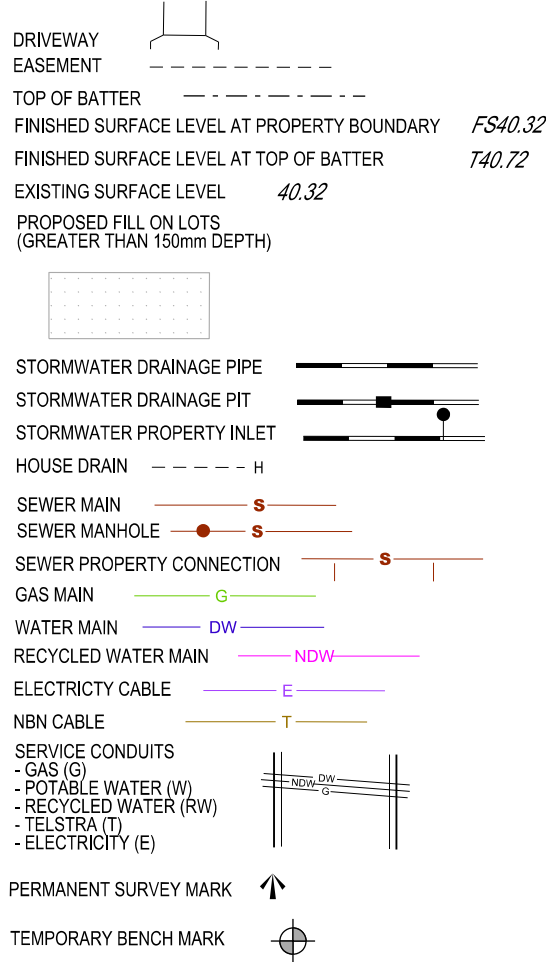 DRIVEWAY
EASEMENT
TOP OF BATTER
FINISHED SURFACE LEVEL AT PROPERTY BOUNDARY FS40.32
FINISHED SURFACE LEVEL AT TOP OF BATTER T40.72
EXISTING SURFACE LEVEL 40.32
PROPOSED FILL ON LOTS
(GREATER THAN 150mm DEPTH)
STORMWATER DRAINAGE PIPE
STORMWATER DRAINAGE PIT
STORMWATER PROPERTY INLET
HOUSE DRAIN H
SEWER MAIN S
SEWER MANHOLE S
SEWER PROPERTY CONNECTION S
GAS MAIN G
WATER MAIN DW
RECYCLED WATER MAIN NDW
ELECTRICTY CABLE E
NBN CABLE T
SERVICE CONDUITS
- GAS (G)
- POTABLE WATER (W)
- RECYCLED WATER (RW)
- TELSTRA (T)
- ELECTRICITY (E)
DW
NDW
G
PERMANENT SURVEY MARK
TEMPORARY BENCH MARK